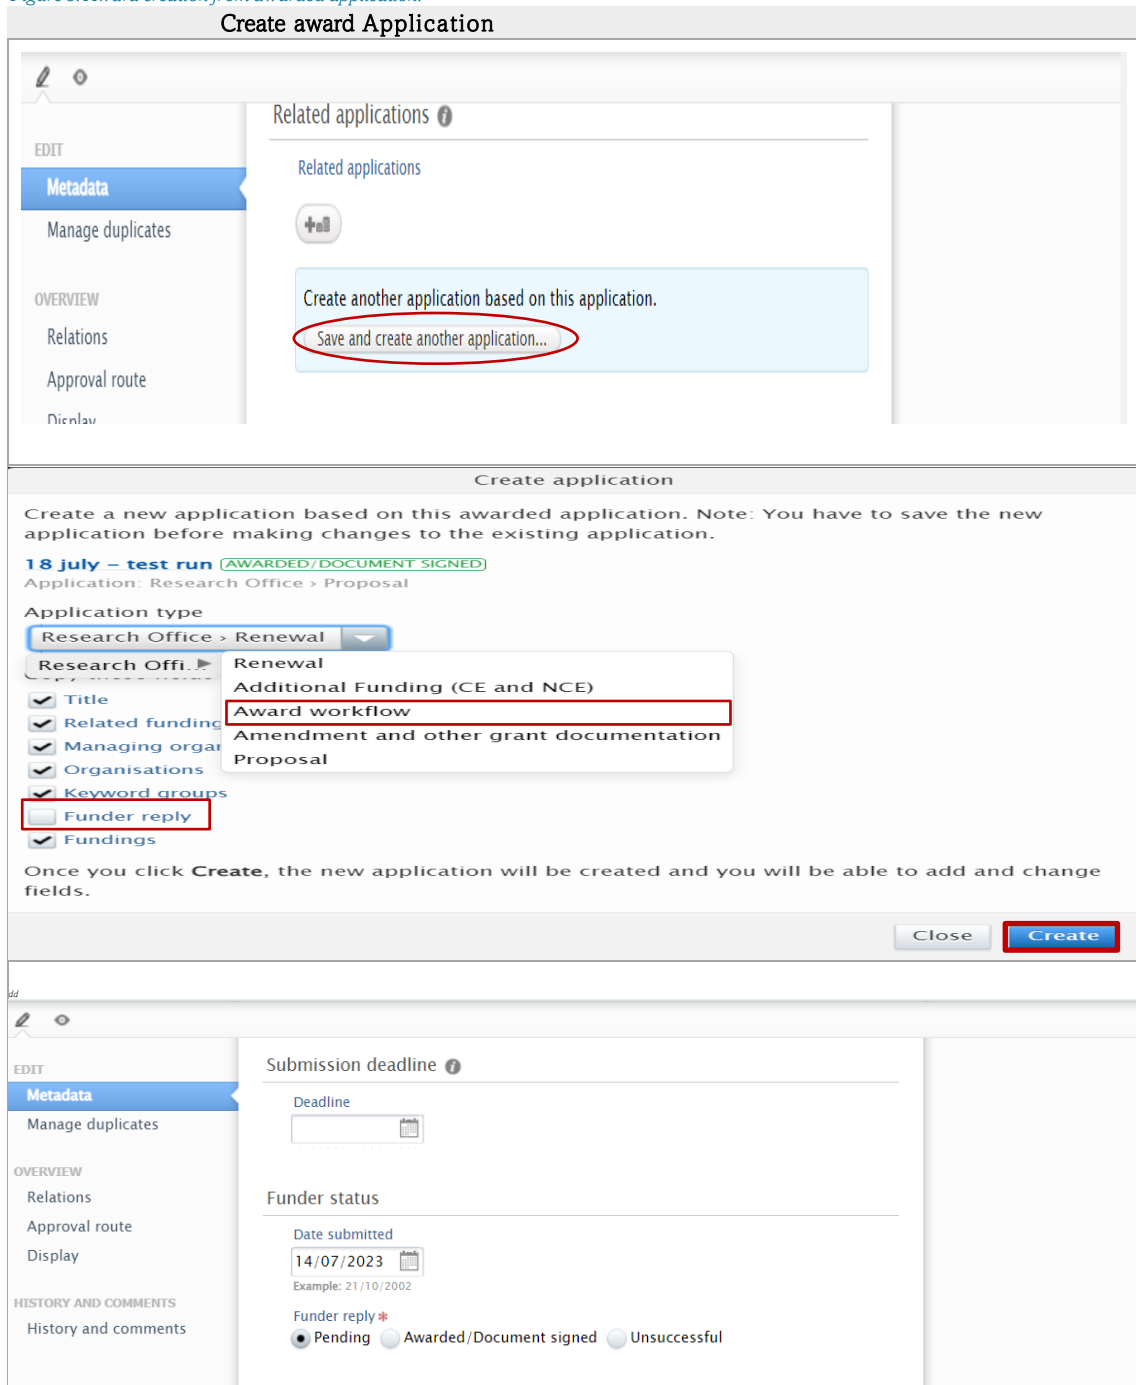 Create award Application
Related applications
EDIT
Related applications
Metadata
Manage duplicates
OVERVIEW
Create another application based on this application.
Relations
Save and create another application...
Approval route
Display
Create application
Create a new application based on this awarded application. Note: You have to save the new
application before making changes to the existing application.
18 july – test run AWARDED/DOCUMENT SIGNED
Application: Research Office › Proposal
Application type
Research Office › Renewal
Research Offi...
Renewal
Additional Funding (CE and NCE)
Title
Award workflow
Related funding
Amendment and other grant documentation
Managing organ
Proposal
Organisations
Keyword groups
Funder reply
Fundings
Once you click Create, the new application will be created and you will be able to add and change
fields.
Close Create
dd
Submission deadline
EDIT
Metadata
Deadline
Manage duplicates
OVERVIEW
Relations
Funder status
Approval route
Date submitted
Display
14/07/2023
Example: 21/10/2002
HISTORY AND COMMENTS
Funder reply *
History and comments
Pending Awarded/Document signed Unsuccessful